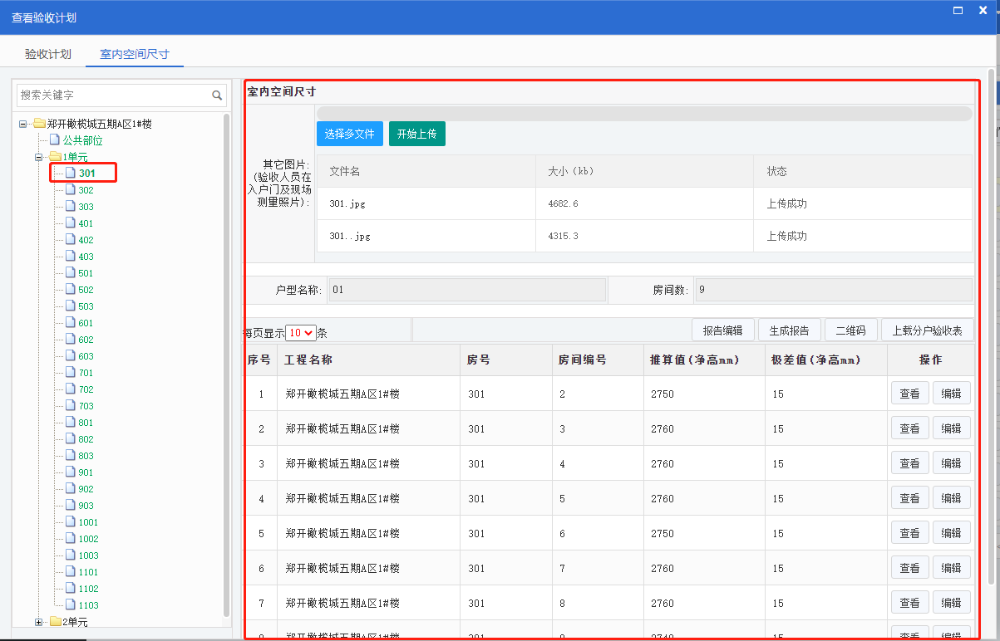 查看验收计划
验收计划 室内空间尺寸
搜索关键字
郑开橄榄城五期A区1#楼
公共部位
1单元
301
302
303
401
402
403
501
502
503
601
602
603
701
702
703
801
802
803
901
902
903
1001
1002
1003
1101
1102
1103
2单元
室内空间尺寸
其它图片:
(验收人员在
入户门及现场
测量照片):
选择多文件 开始上传
文件名 大小（kb） 状态
301.jpg 4682.6 上传成功
301..jpg 4315.3 上传成功
户型名称: 01 房间数: 9
每页显示 10 条 报告编辑 生成报告 二维码 上载分户验收表
序号 工程名称 房号 房间编号 推算值(净高mm) 极差值(净高mm) 操作
1 郑开橄榄城五期A区1#楼 301 2 2750 15 查看 编辑
2 郑开橄榄城五期A区1#楼 301 3 2760 15 查看 编辑
3 郑开橄榄城五期A区1#楼 301 4 2760 15 查看 编辑
4 郑开橄榄城五期A区1#楼 301 5 2760 15 查看 编辑
5 郑开橄榄城五期A区1#楼 301 6 2750 15 查看 编辑
6 郑开橄榄城五期A区1#楼 301 7 2760 15 查看 编辑
7 郑开橄榄城五期A区1#楼 301 8 2760 15 查看 编辑
郑开橄榄城五期A区1#楼 301 15 查看 编辑